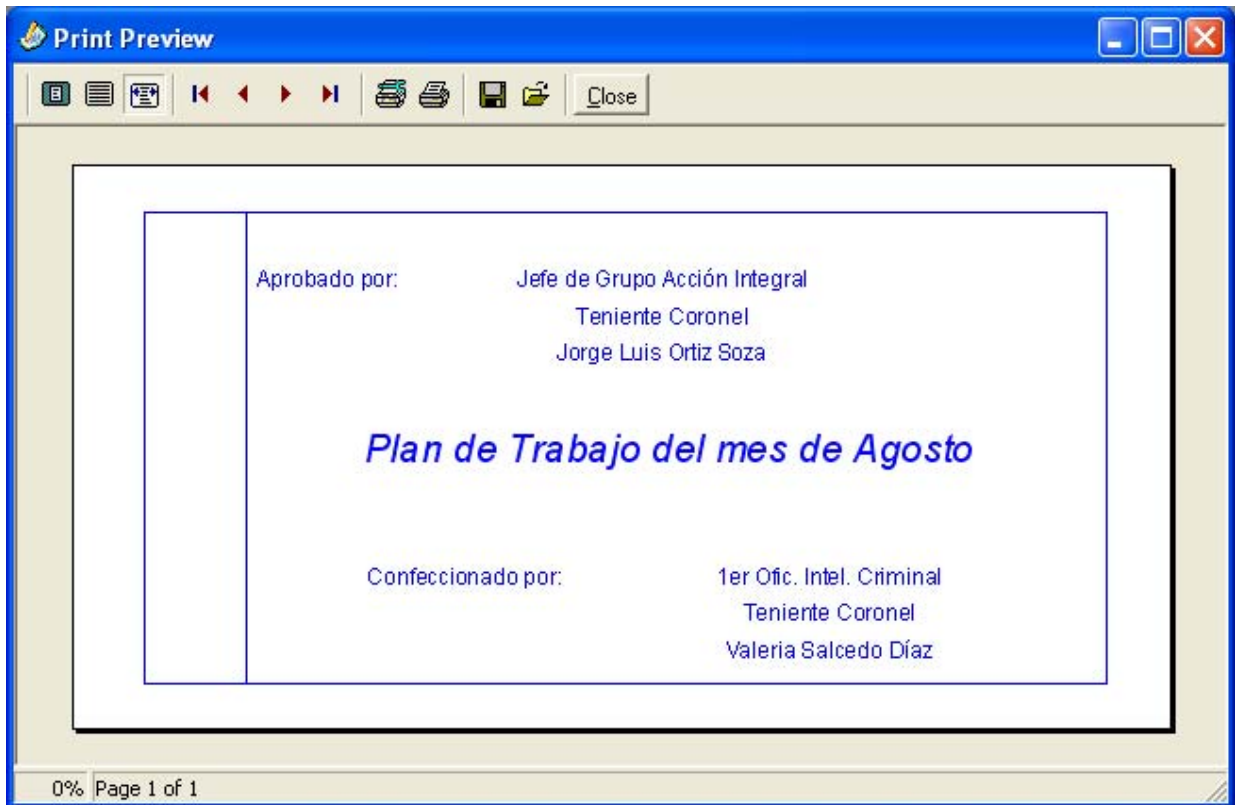 Print Preview
Close
Aprobado por: Jefe de Grupo Acción Integral
Teniente Coronel
Jorge Luis Ortiz Soza
Plan de Trabajo del mes de Agosto
Confeccionado por: 1er Ofic. Intel. Criminal
Teniente Coronel
Valeria Salcedo Díaz
0% Page 1 of 1